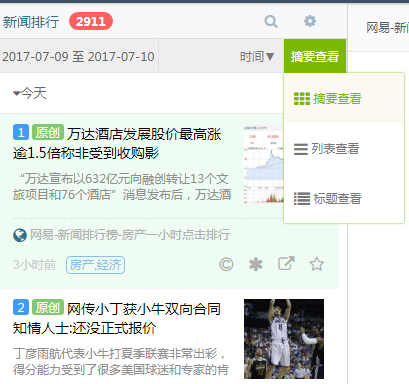 新闻排行 2911
网易-新
2017-07-09 至 2017-07-10 时间▼ 摘要查看
摘要查看
列表查看
标题查看
▾今天
1 原创 万达酒店发展股价最高涨
逾1.5倍称非受到收购影
“万达宣布以632亿元向融创转让13个文
旅项目和76个酒店”消息发布后，万达酒
网易-新闻排行榜-房产一小时点击排行
3小时前 房产,经济
2 原创 网传小丁获小牛双向合同
知情人士:还没正式报价
丁彦雨航代表小牛打夏季联赛非常出彩，
得分能力受到了很多美国球迷和专家的肯